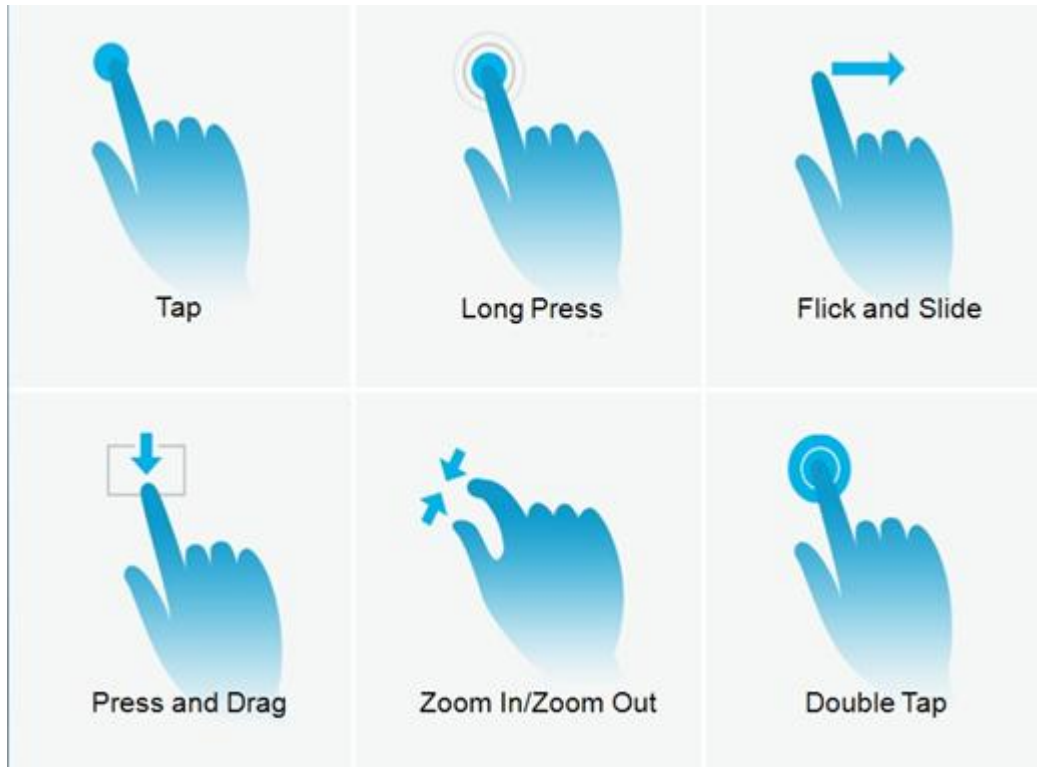 Tap
Long Press
Flick and Slide
Press and Drag
Zoom In/Zoom Out
Double Tap